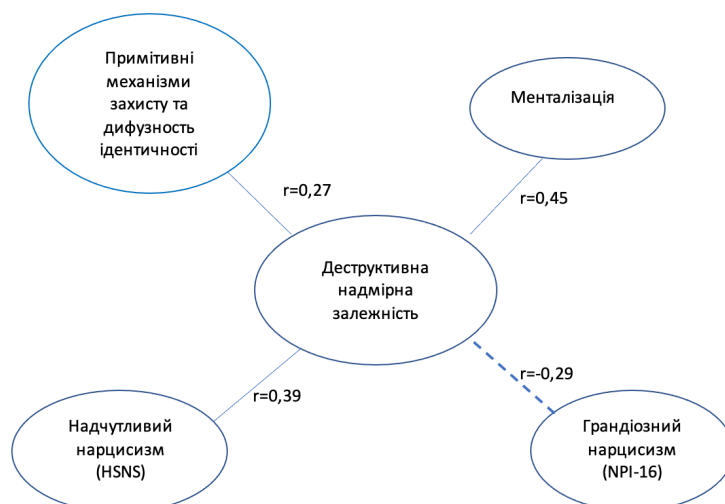 Примітивні
механізми
захисту та
дифузность
ідентичності
Менталізація
r=0,27
r=0,45
Деструктивна
надмірна
залежність
r=0,39
r=-0,29
Надчутливий
нарцисизм
(HSNS)
Грандіозний
нарцисизм
(NPI-16)